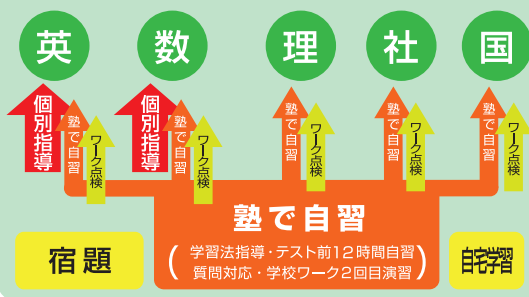 英
数
理
社
国
個別指導
塾で自習
ワーク点検
個別指導
塾で自習
ワーク点検
塾で自習
ワーク点検
塾で自習
ワーク点検
塾で自習
ワーク点検
宿題
塾で自習
(学習法指導・テスト前12時間自習
質問対応・学校ワーク2回目演習)
自宅学習